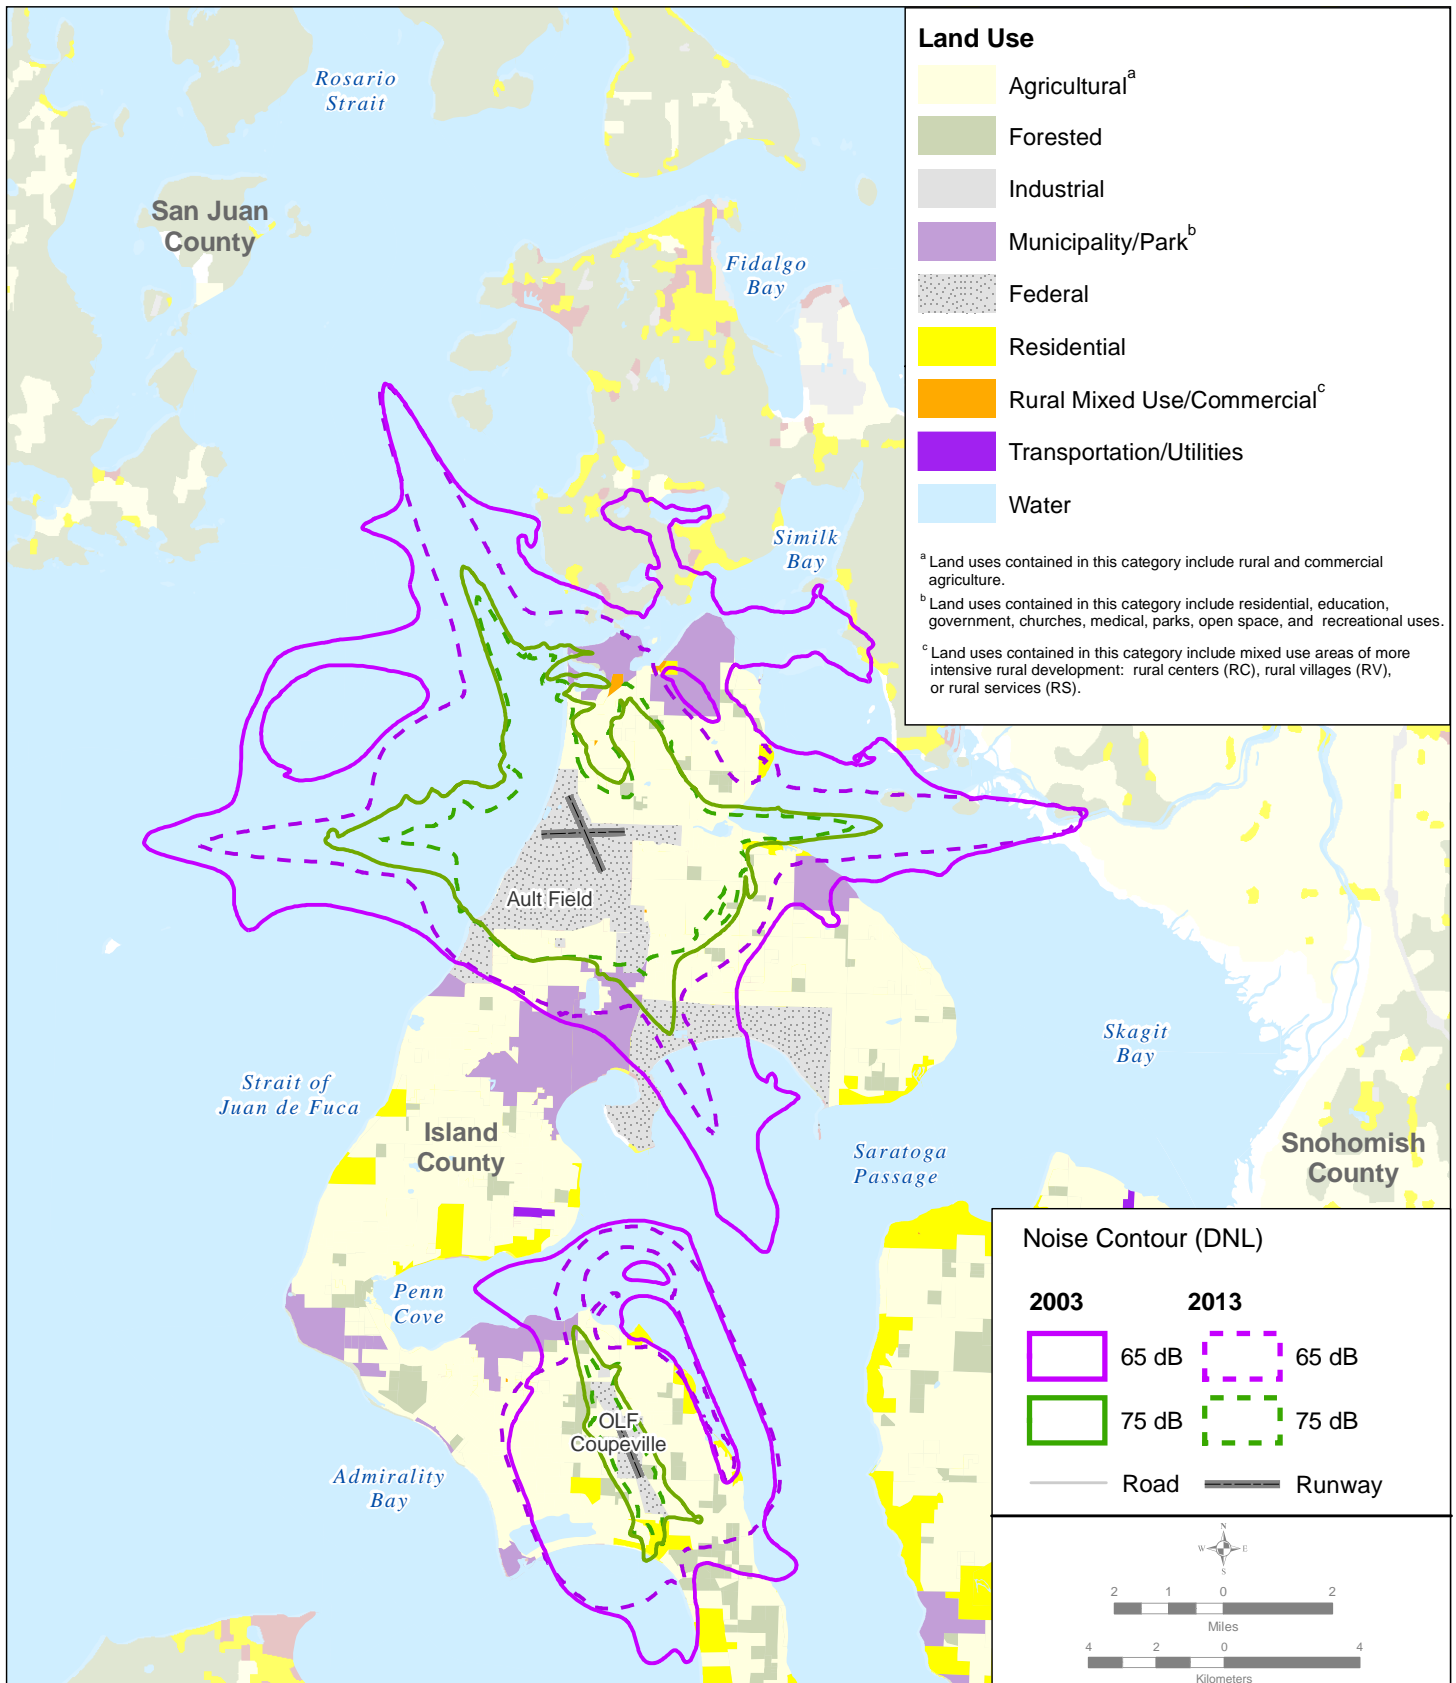 Land Use
Agricultural a
Forested
Industrial
Municipality/Park b
Federal
Residential
Rural Mixed Use/Commercial c
Transportation/Utilities
Water
a Land uses contained in this category include rural and commercial
agriculture.
b Land uses contained in this category include residential, education,
government, churches, medical, parks, open space, and recreational uses.
c Land uses contained in this category include mixed use areas of more
intensive rural development: rural centers (RC), rural villages (RV),
or rural services (RS).
Rosario
Strait
San Juan
County
Fidalgo
Bay
Similk
Bay
Ault Field
Skagit
Bay
Strait of
Juan de Fuca
Island
County
Saratoga
Passage
Snohomish
County
Penn
Cove
OLF
Coupeville
Admirality
Bay
Noise Contour (DNL)
2003 2013
65 dB 65 dB
75 dB 75 dB
Road Runway
N
W E
S
2 1 0 2
Miles
4 2 0 4
Kilometers